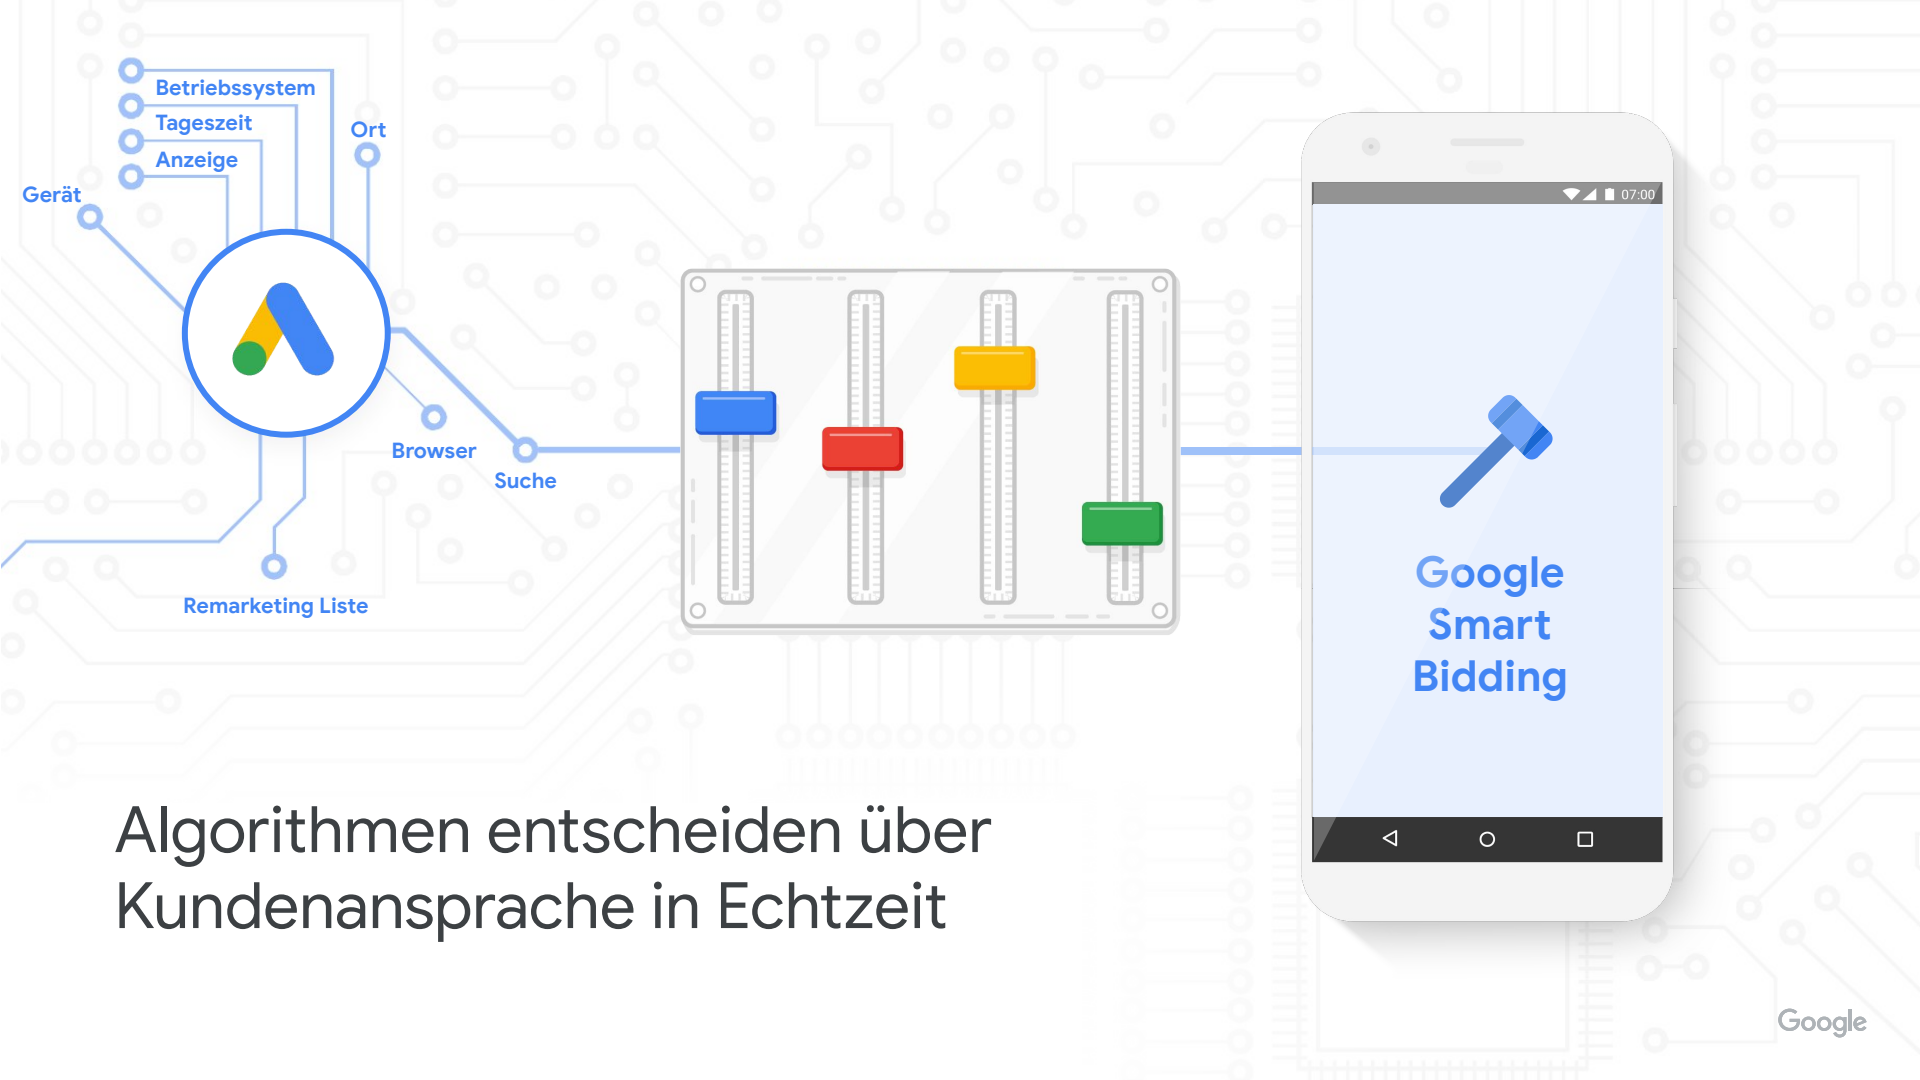 Betriebssystem
Tageszeit
Anzeige
Ort
Gerät
Browser
Suche
Remarketing Liste
07:00
Google
Smart
Bidding
Algorithmen entscheiden über
Kundenansprache in Echtzeit
Google